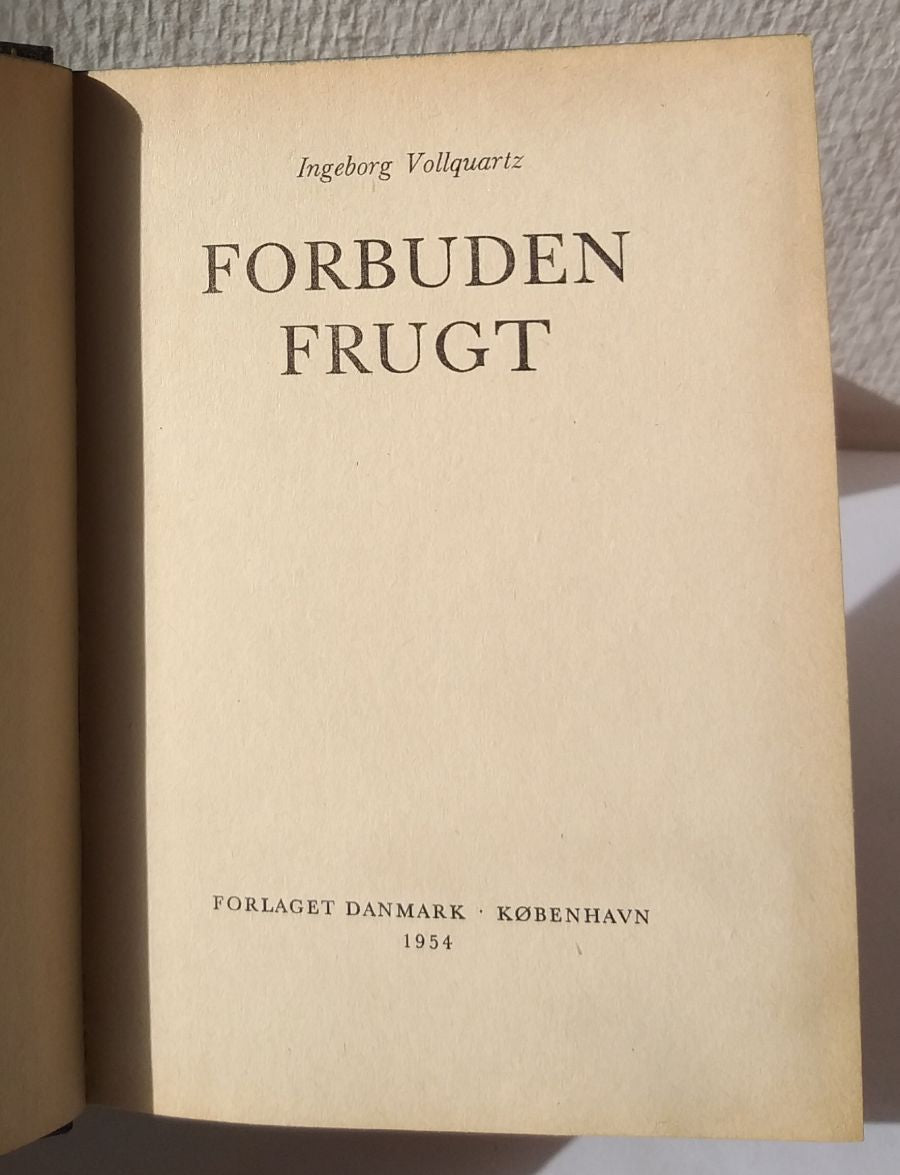 Ingeborg Vollquartz
FORBUDEN
FRUGT
FORLAGET DANMARK · KØBENHAVN
1954